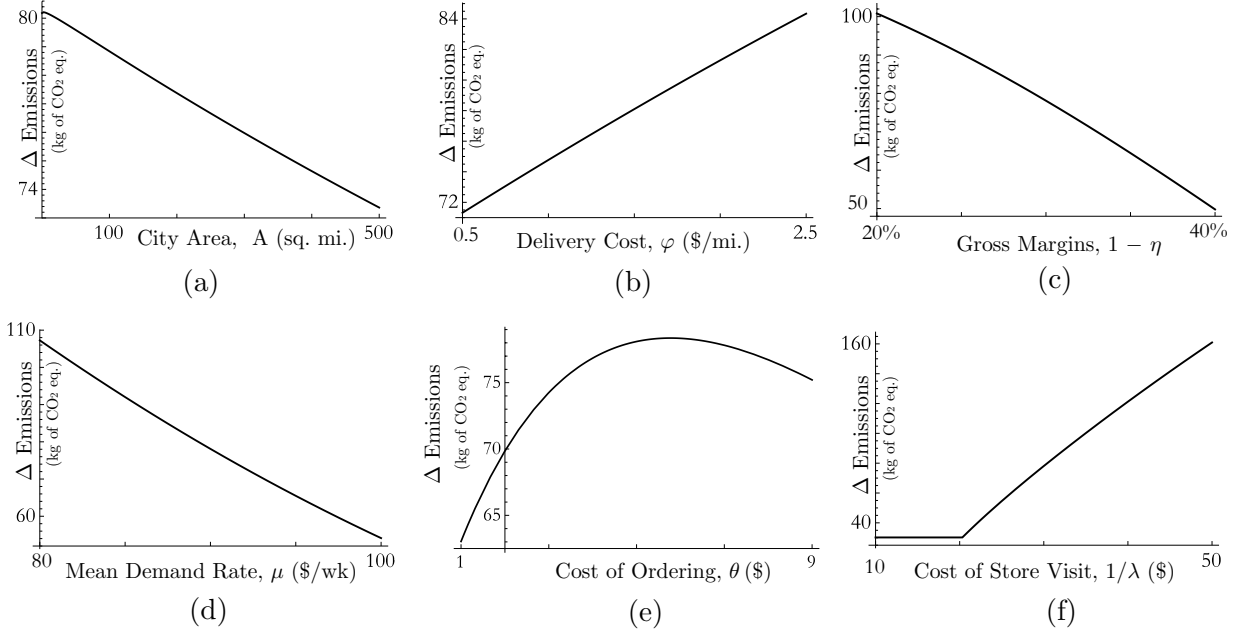 80
74
Δ Emissions
(kg of CO2 eq.)
100
500
City Area, A (sq. mi.)
(a)
84
72
Δ Emissions
(kg of CO2 eq.)
0.5
2.5
Delivery Cost, φ ($/mi.)
(b)
100
50
Δ Emissions
(kg of CO2 eq.)
20%
40%
Gross Margins, 1 − η
(c)
110
60
Δ Emissions
(kg of CO2 eq.)
80
100
Mean Demand Rate, μ ($/wk)
(d)
75
70
65
Δ Emissions
(kg of CO2 eq.)
1
9
Cost of Ordering, θ ($)
(e)
160
40
Δ Emissions
(kg of CO2 eq.)
10
50
Cost of Store Visit, 1/λ ($)
(f)